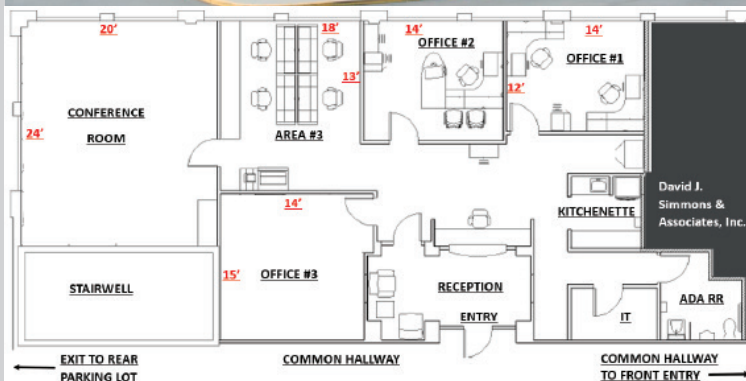 20'
18'
14'
OFFICE #2
14'
OFFICE #1
13'
12'
24'
CONFERENCE
ROOM
AREA #3
David J.
Simmons &
Associates, Inc.
14'
KITCHENETTE
15'
OFFICE #3
STAIRWELL
RECEPTION
ENTRY
IT
ADA RR
EXIT TO REAR
PARKING LOT
COMMON HALLWAY
COMMON HALLWAY
TO FRONT ENTRY